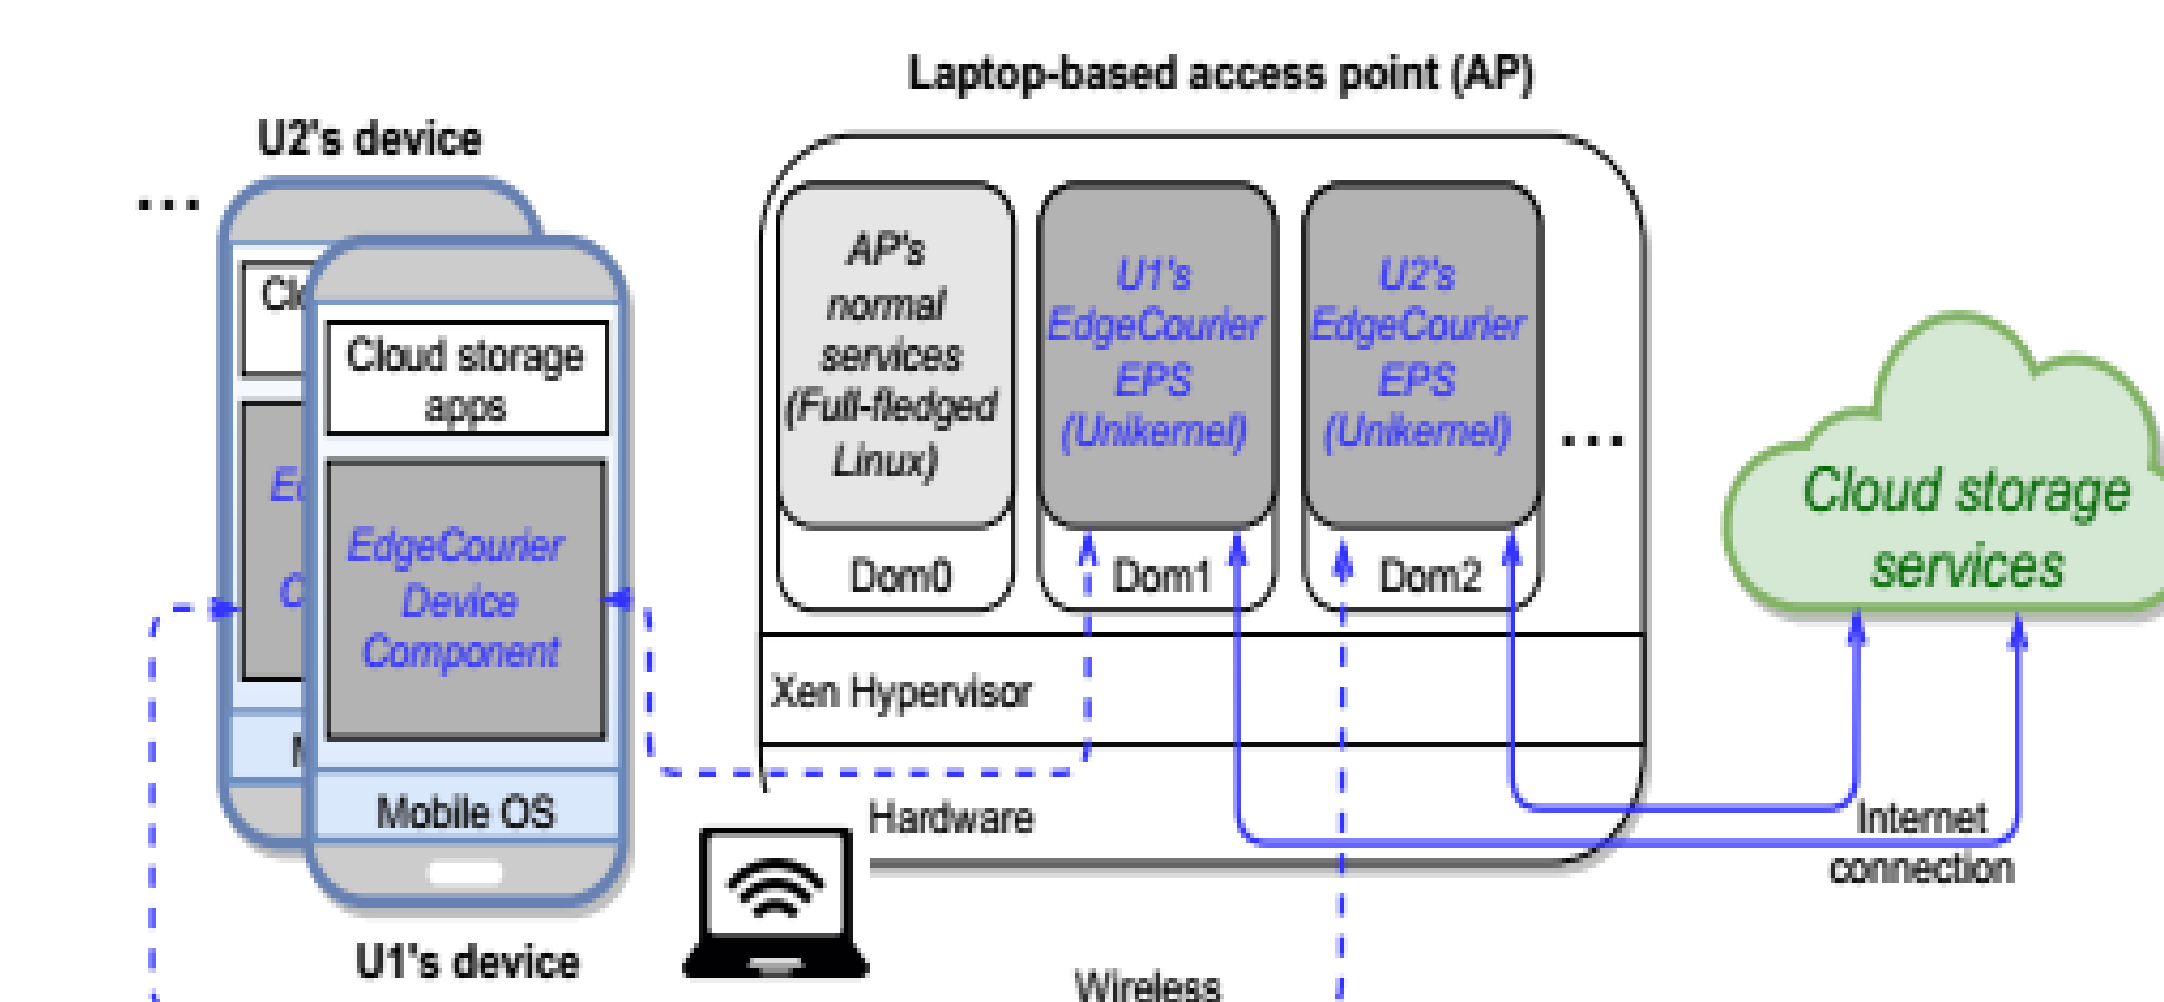 Laptop-based access point (AP)
U2's device
...
Clo
Cloud storage
apps
EdgeCourier
Device
Component
Mobile OS
U1's device
AP's
normal
services
(Full-fledged
Linux)
Dom0
U1's
EdgeCourier
EPS
(Unikernel)
Dom1
U2's
EdgeCourier
EPS
(Unikernel)
Dom2
...
Xen Hypervisor
Hardware
Cloud storage
services
Internet
connection
Wireless